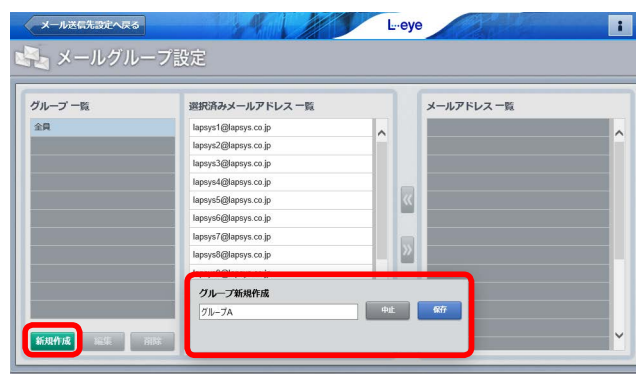 メール送信先設定へ戻る
L··eye
i
メールグループ設定
グループ 一覧
全員
新規作成
編集
削除
選択済みメールアドレス 一覧
lapsys1@lapsys.co.jp
lapsys2@lapsys.co.jp
lapsys3@lapsys.co.jp
lapsys4@lapsys.co.jp
lapsys5@lapsys.co.jp
lapsys6@lapsys.co.jp
lapsys7@lapsys.co.jp
lapsys8@lapsys.co.jp
メールアドレス 一覧
グループ新規作成
グループA
中止
保存